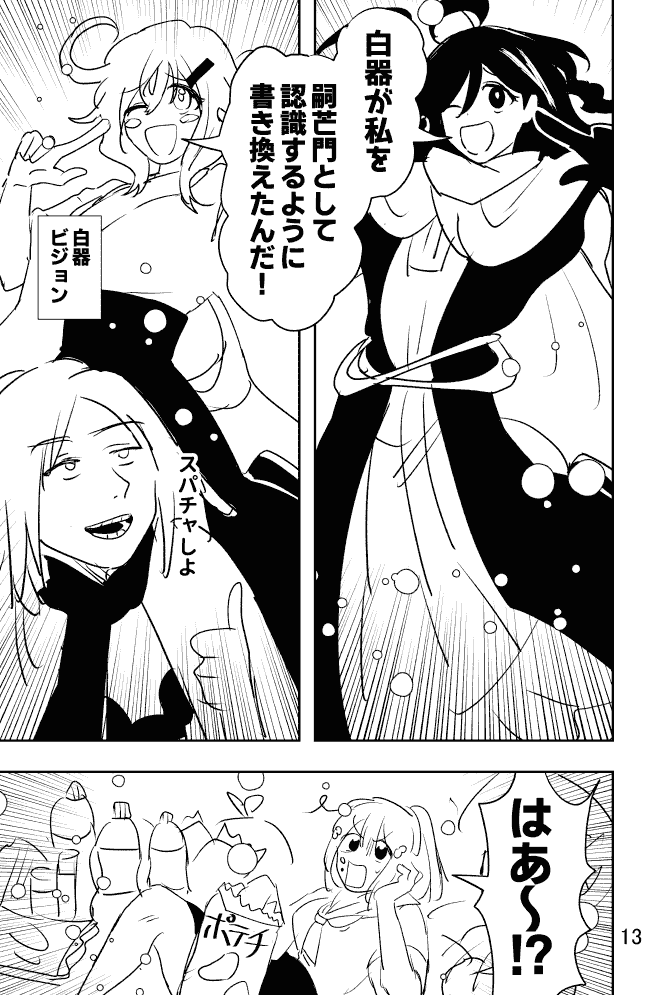 白器が私を
嗣芒門として
認識するように
書き換えたんだ！
白器
ビジョン
スパチャしよ
はあ〜!?
ポテチ
13